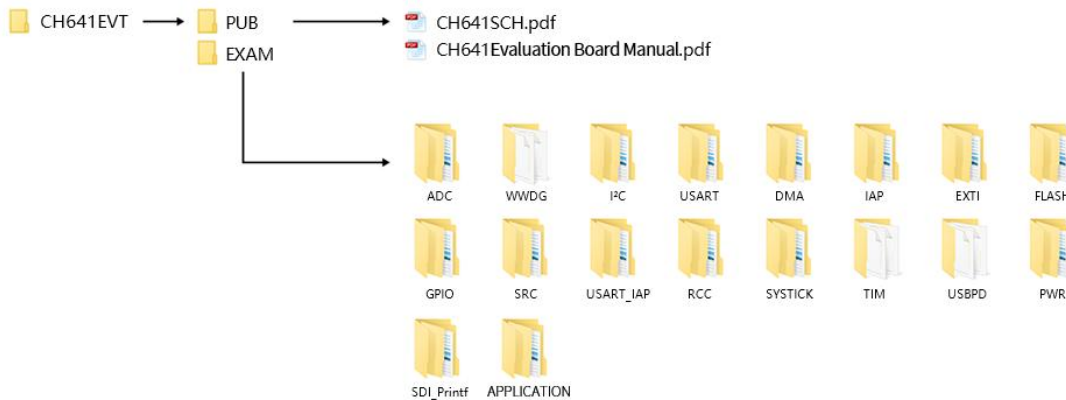 CH641EVT PUB CH641SCH.pdf
EXAM CH641Evaluation Board Manual.pdf
ADC WWDG I²C USART DMA IAP EXTI FLASH
GPIO SRC USART_IAP RCC SYSTICK TIM USBPD PWR
SDI_Printf APPLICATION